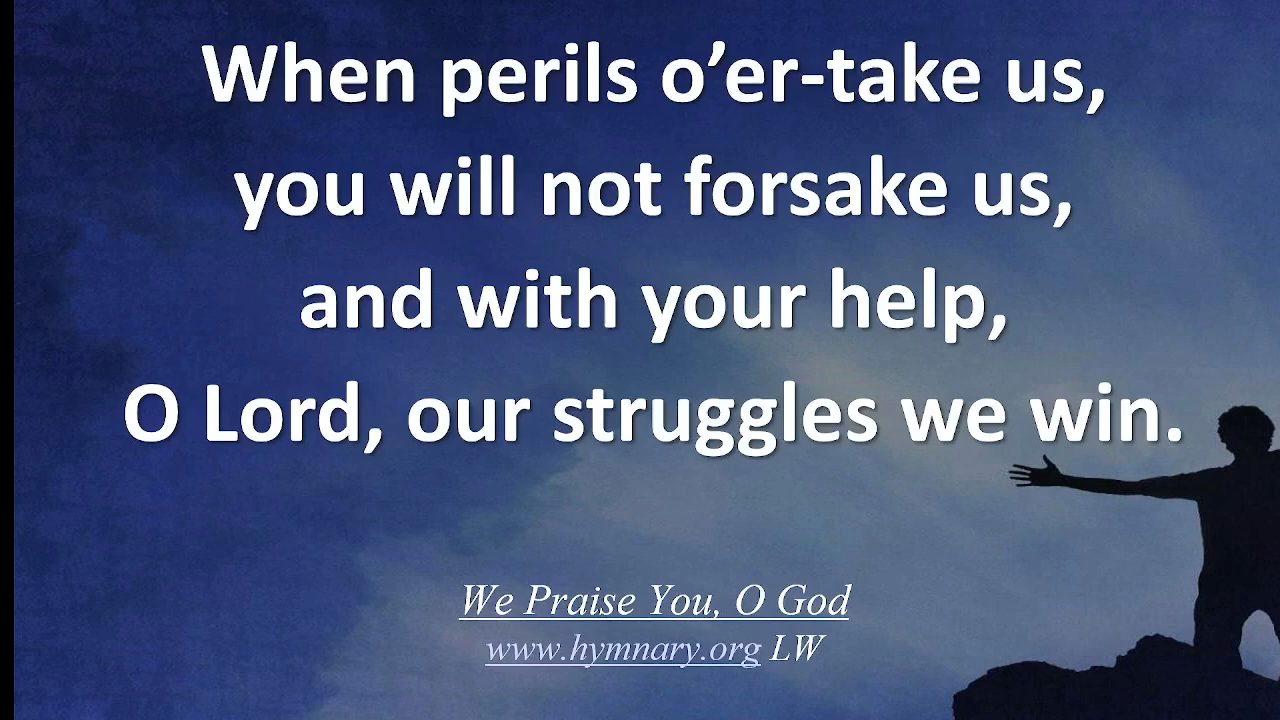 When perils o’er-take us,
you will not forsake us,
and with your help,
O Lord, our struggles we win.
We Praise You, O God
www.hymnary.org LW